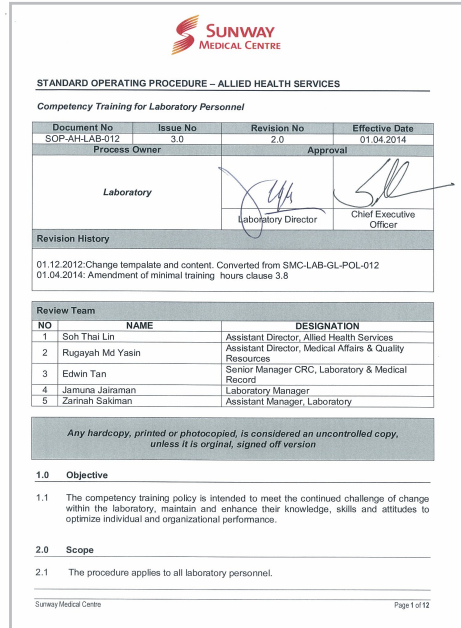 SUNWAY
MEDICAL CENTRE
STANDARD OPERATING PROCEDURE – ALLIED HEALTH SERVICES
Competency Training for Laboratory Personnel
Document No Issue No Revision No Effective Date
SOP-AH-LAB-012 3.0 2.0 01.04.2014
Process Owner Approval
Laboratory
Laboratory Director
Chief Executive
Officer
Revision History
01.12.2012:Change tempalate and content. Converted from SMC-LAB-GL-POL-012
01.04.2014: Amendment of minimal training hours clause 3.8
Review Team
NO NAME DESIGNATION
1 Soh Thai Lin Assistant Director, Allied Health Services
2 Rugayah Md Yasin Assistant Director, Medical Affairs & Quality
Resources
3 Edwin Tan Senior Manager CRC, Laboratory & Medical
Record
4 Jamuna Jairaman Laboratory Manager
5 Zarinah Sakiman Assistant Manager, Laboratory
Any hardcopy, printed or photocopied, is considered an uncontrolled copy,
unless it is orginal, signed off version
1.0 Objective
1.1 The competency training policy is intended to meet the continued challenge of change
within the laboratory, maintain and enhance their knowledge, skills and attitudes to
optimize individual and organizational performance.
2.0 Scope
2.1 The procedure applies to all laboratory personnel.
Sunway Medical Centre Page 1 of 12